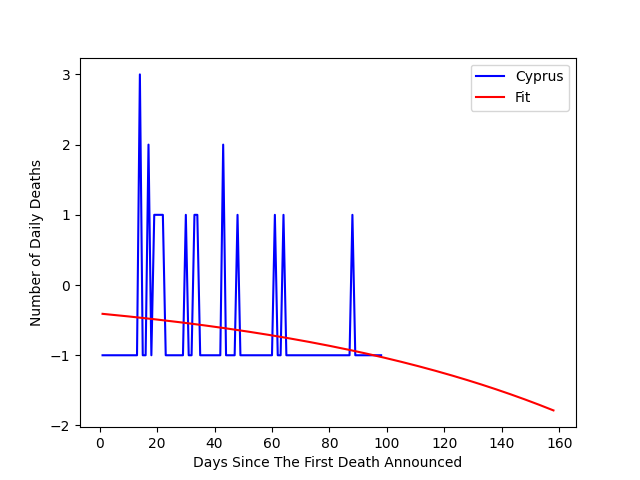 Cyprus
Fit
Number of Daily Deaths
3
2
1
0
−1
−2
0 20 40 60 80 100 120 140 160
Days Since The First Death Announced